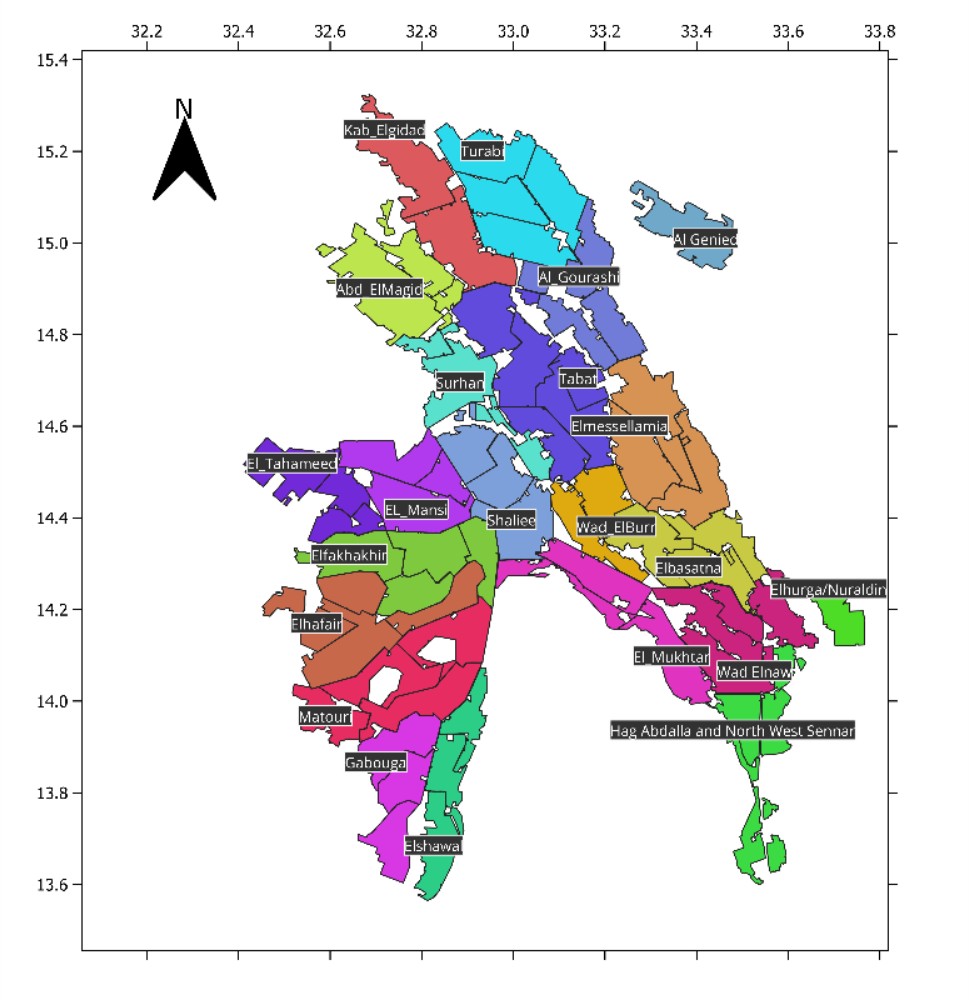 32.2 32.4 32.6 32.8 33.0 33.2 33.4 33.6 33.8
15.4
N
Kab_Elgidad
15.2
Turabi
Al Genied
15.0
Al_Gourashi
Abd_ElMagid
14.8
Surhan
Tabat
14.6
Elmessellamia
El_Tahameed
EL_Mansi
14.4
Shaliee
Wad_ElBurr
Elfakhakhir
Elbasatna
Elhurga/Nuraldin
14.2
Elhafair
El_Mukhtar
Wad Elnaw
14.0
Matouri
Hag Abdalla and North West Sennar
Gabouga
13.8
Elshawal
13.6